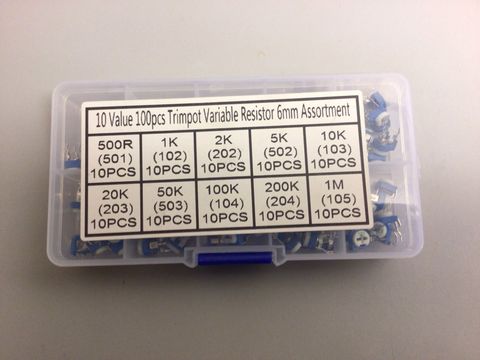 10 Value 100pcs Trimpot Variable Resistor 6mm Assortment
500R 1K 2K 5K 10K
(501) (102) (202) (502) (103)
10PCS 10PCS 10PCS 10PCS 10PCS
20K 50K 100K 200K 1M
(203) (503) (104) (204) (105)
10PCS 10PCS 10PCS 10PCS 10PCS